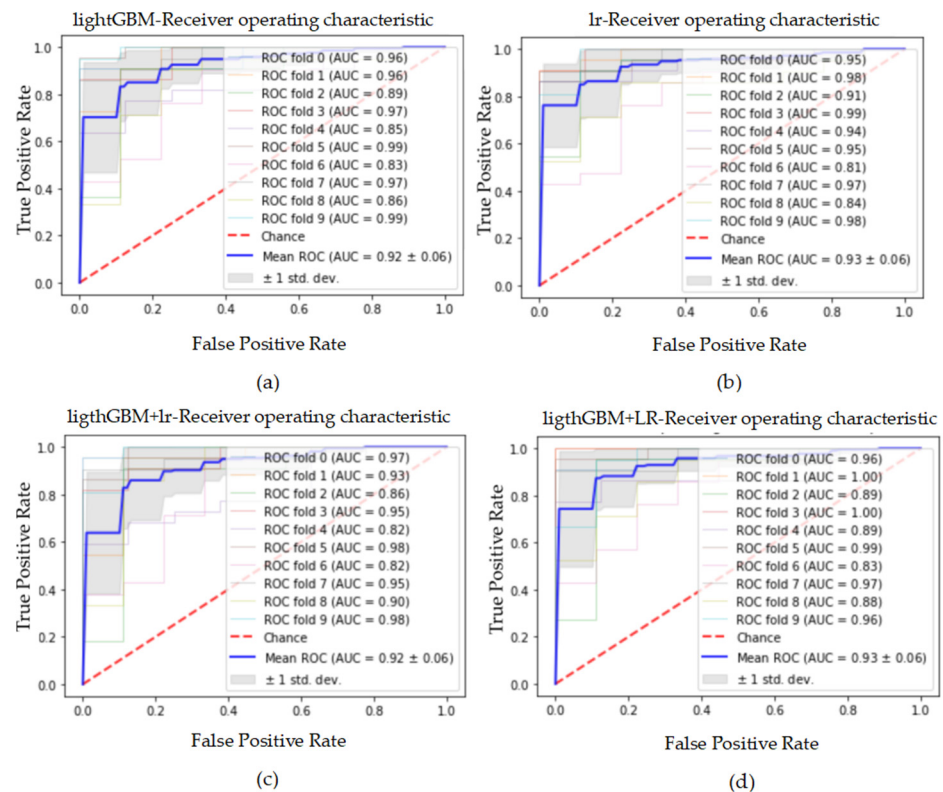 lightGBM-Receiver operating characteristic
1.0
0.8
0.6
0.4
0.2
0.0
True Positive Rate
ROC fold 0 (AUC = 0.96)
ROC fold 1 (AUC = 0.96)
ROC fold 2 (AUC = 0.89)
ROC fold 3 (AUC = 0.97)
ROC fold 4 (AUC = 0.85)
ROC fold 5 (AUC = 0.99)
ROC fold 6 (AUC = 0.83)
ROC fold 7 (AUC = 0.97)
ROC fold 8 (AUC = 0.86)
ROC fold 9 (AUC = 0.99)
Chance
Mean ROC (AUC = 0.92 ± 0.06)
± 1 std. dev.
0.0 0.2 0.4 0.6 0.8 1.0
False Positive Rate
(a)
lr-Receiver operating characteristic
1.0
0.8
0.6
0.4
0.2
0.0
True Positive Rate
ROC fold 0 (AUC = 0.95)
ROC fold 1 (AUC = 0.98)
ROC fold 2 (AUC = 0.91)
ROC fold 3 (AUC = 0.99)
ROC fold 4 (AUC = 0.94)
ROC fold 5 (AUC = 0.95)
ROC fold 6 (AUC = 0.81)
ROC fold 7 (AUC = 0.97)
ROC fold 8 (AUC = 0.84)
ROC fold 9 (AUC = 0.98)
Chance
Mean ROC (AUC = 0.93 ± 0.06)
± 1 std. dev.
0.0 0.2 0.4 0.6 0.8 1.0
False Positive Rate
(b)
ligthGBM+lr-Receiver operating characteristic
1.0
0.8
0.6
0.4
0.2
0.0
True Positive Rate
ROC fold 0 (AUC = 0.97)
ROC fold 1 (AUC = 0.93)
ROC fold 2 (AUC = 0.86)
ROC fold 3 (AUC = 0.95)
ROC fold 4 (AUC = 0.82)
ROC fold 5 (AUC = 0.98)
ROC fold 6 (AUC = 0.82)
ROC fold 7 (AUC = 0.95)
ROC fold 8 (AUC = 0.90)
ROC fold 9 (AUC = 0.98)
Chance
Mean ROC (AUC = 0.92 ± 0.06)
± 1 std. dev.
0.0 0.2 0.4 0.6 0.8 1.0
False Positive Rate
(c)
ligthGBM+LR-Receiver operating characteristic
1.0
0.8
0.6
0.4
0.2
0.0
True Positive Rate
ROC fold 0 (AUC = 0.96)
ROC fold 1 (AUC = 1.00)
ROC fold 2 (AUC = 0.89)
ROC fold 3 (AUC = 1.00)
ROC fold 4 (AUC = 0.89)
ROC fold 5 (AUC = 0.99)
ROC fold 6 (AUC = 0.83)
ROC fold 7 (AUC = 0.97)
ROC fold 8 (AUC = 0.88)
ROC fold 9 (AUC = 0.96)
Chance
Mean ROC (AUC = 0.93 ± 0.06)
± 1 std. dev.
0.0 0.2 0.4 0.6 0.8 1.0
False Positive Rate
(d)